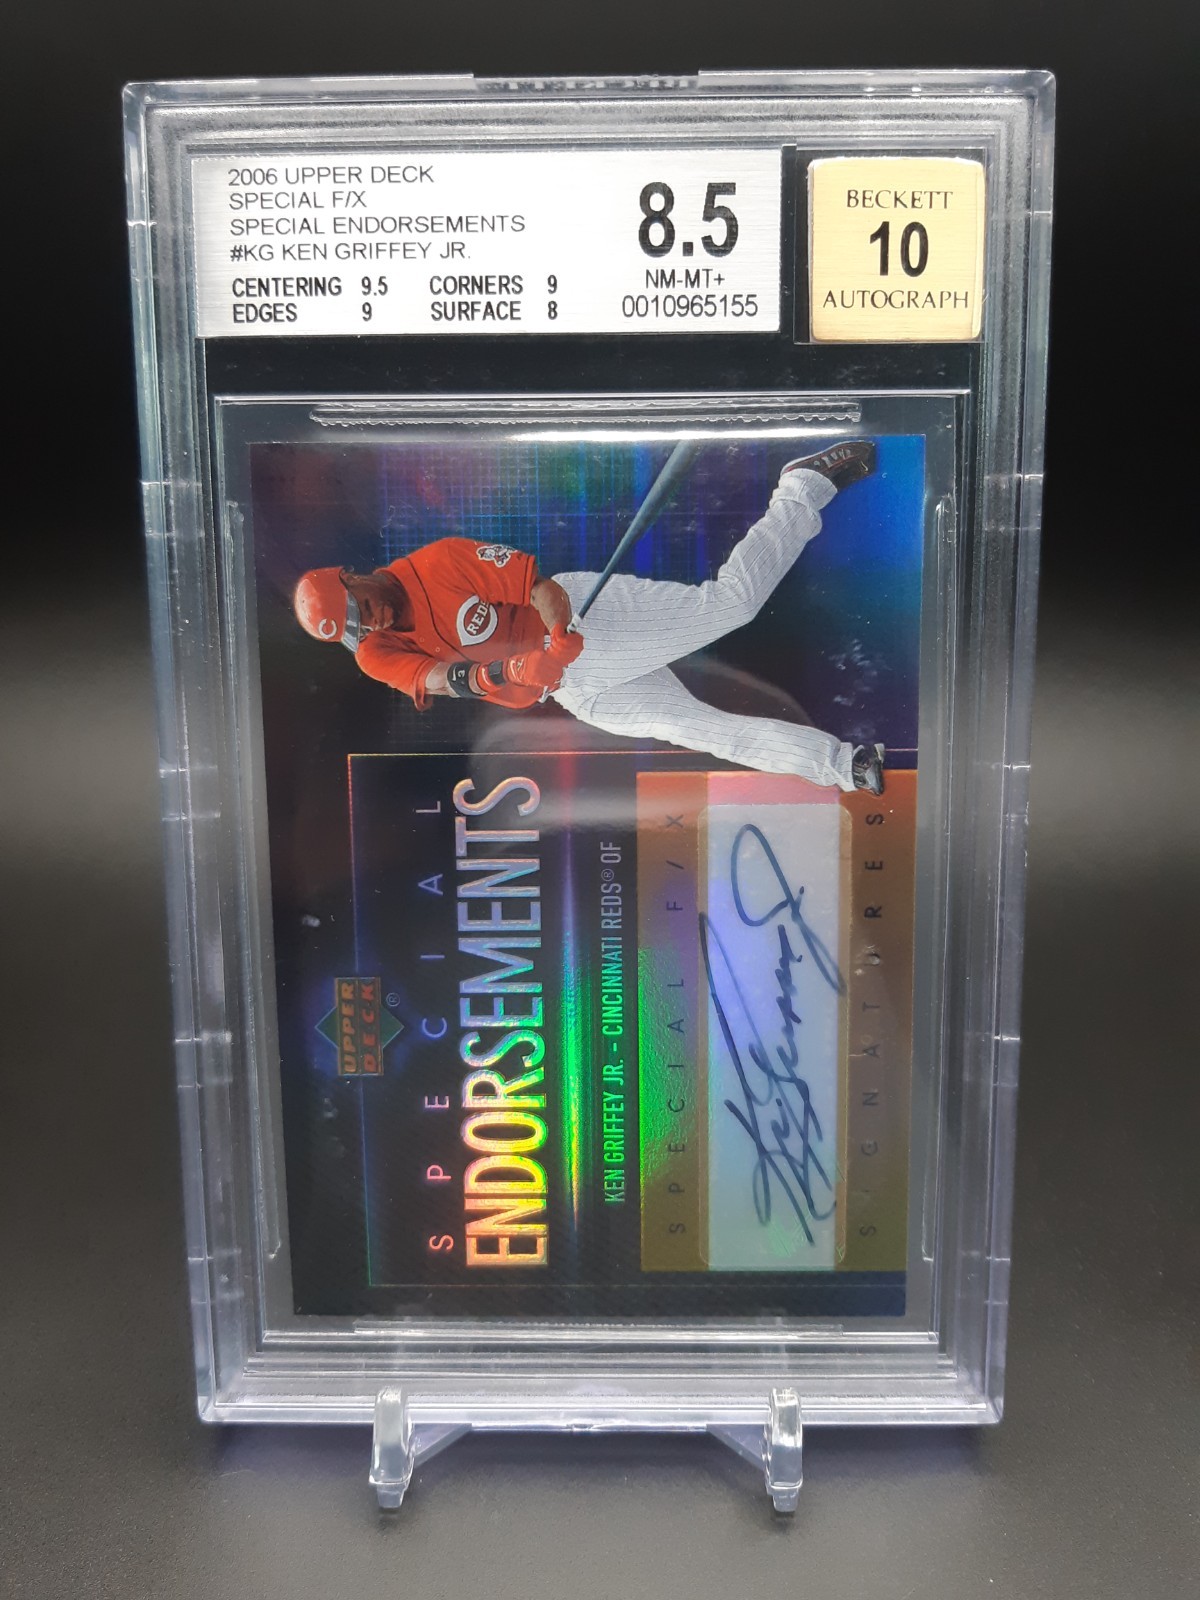 2006 UPPER DECK
SPECIAL F/X
SPECIAL ENDORSEMENTS
#KG KEN GRIFFEY JR.
CENTERING 9.5 CORNERS 9
EDGES 9 SURFACE 8
8.5
NM-MT+
0010965155
BECKETT
10
AUTOGRAPH
C
REDS
UPPER
DECK®
SPECIAL
ENDORSEMENTS
KEN GRIFFEY JR. - CINCINNATI REDS® OF
SPECIAL F/X
SIGNATURES